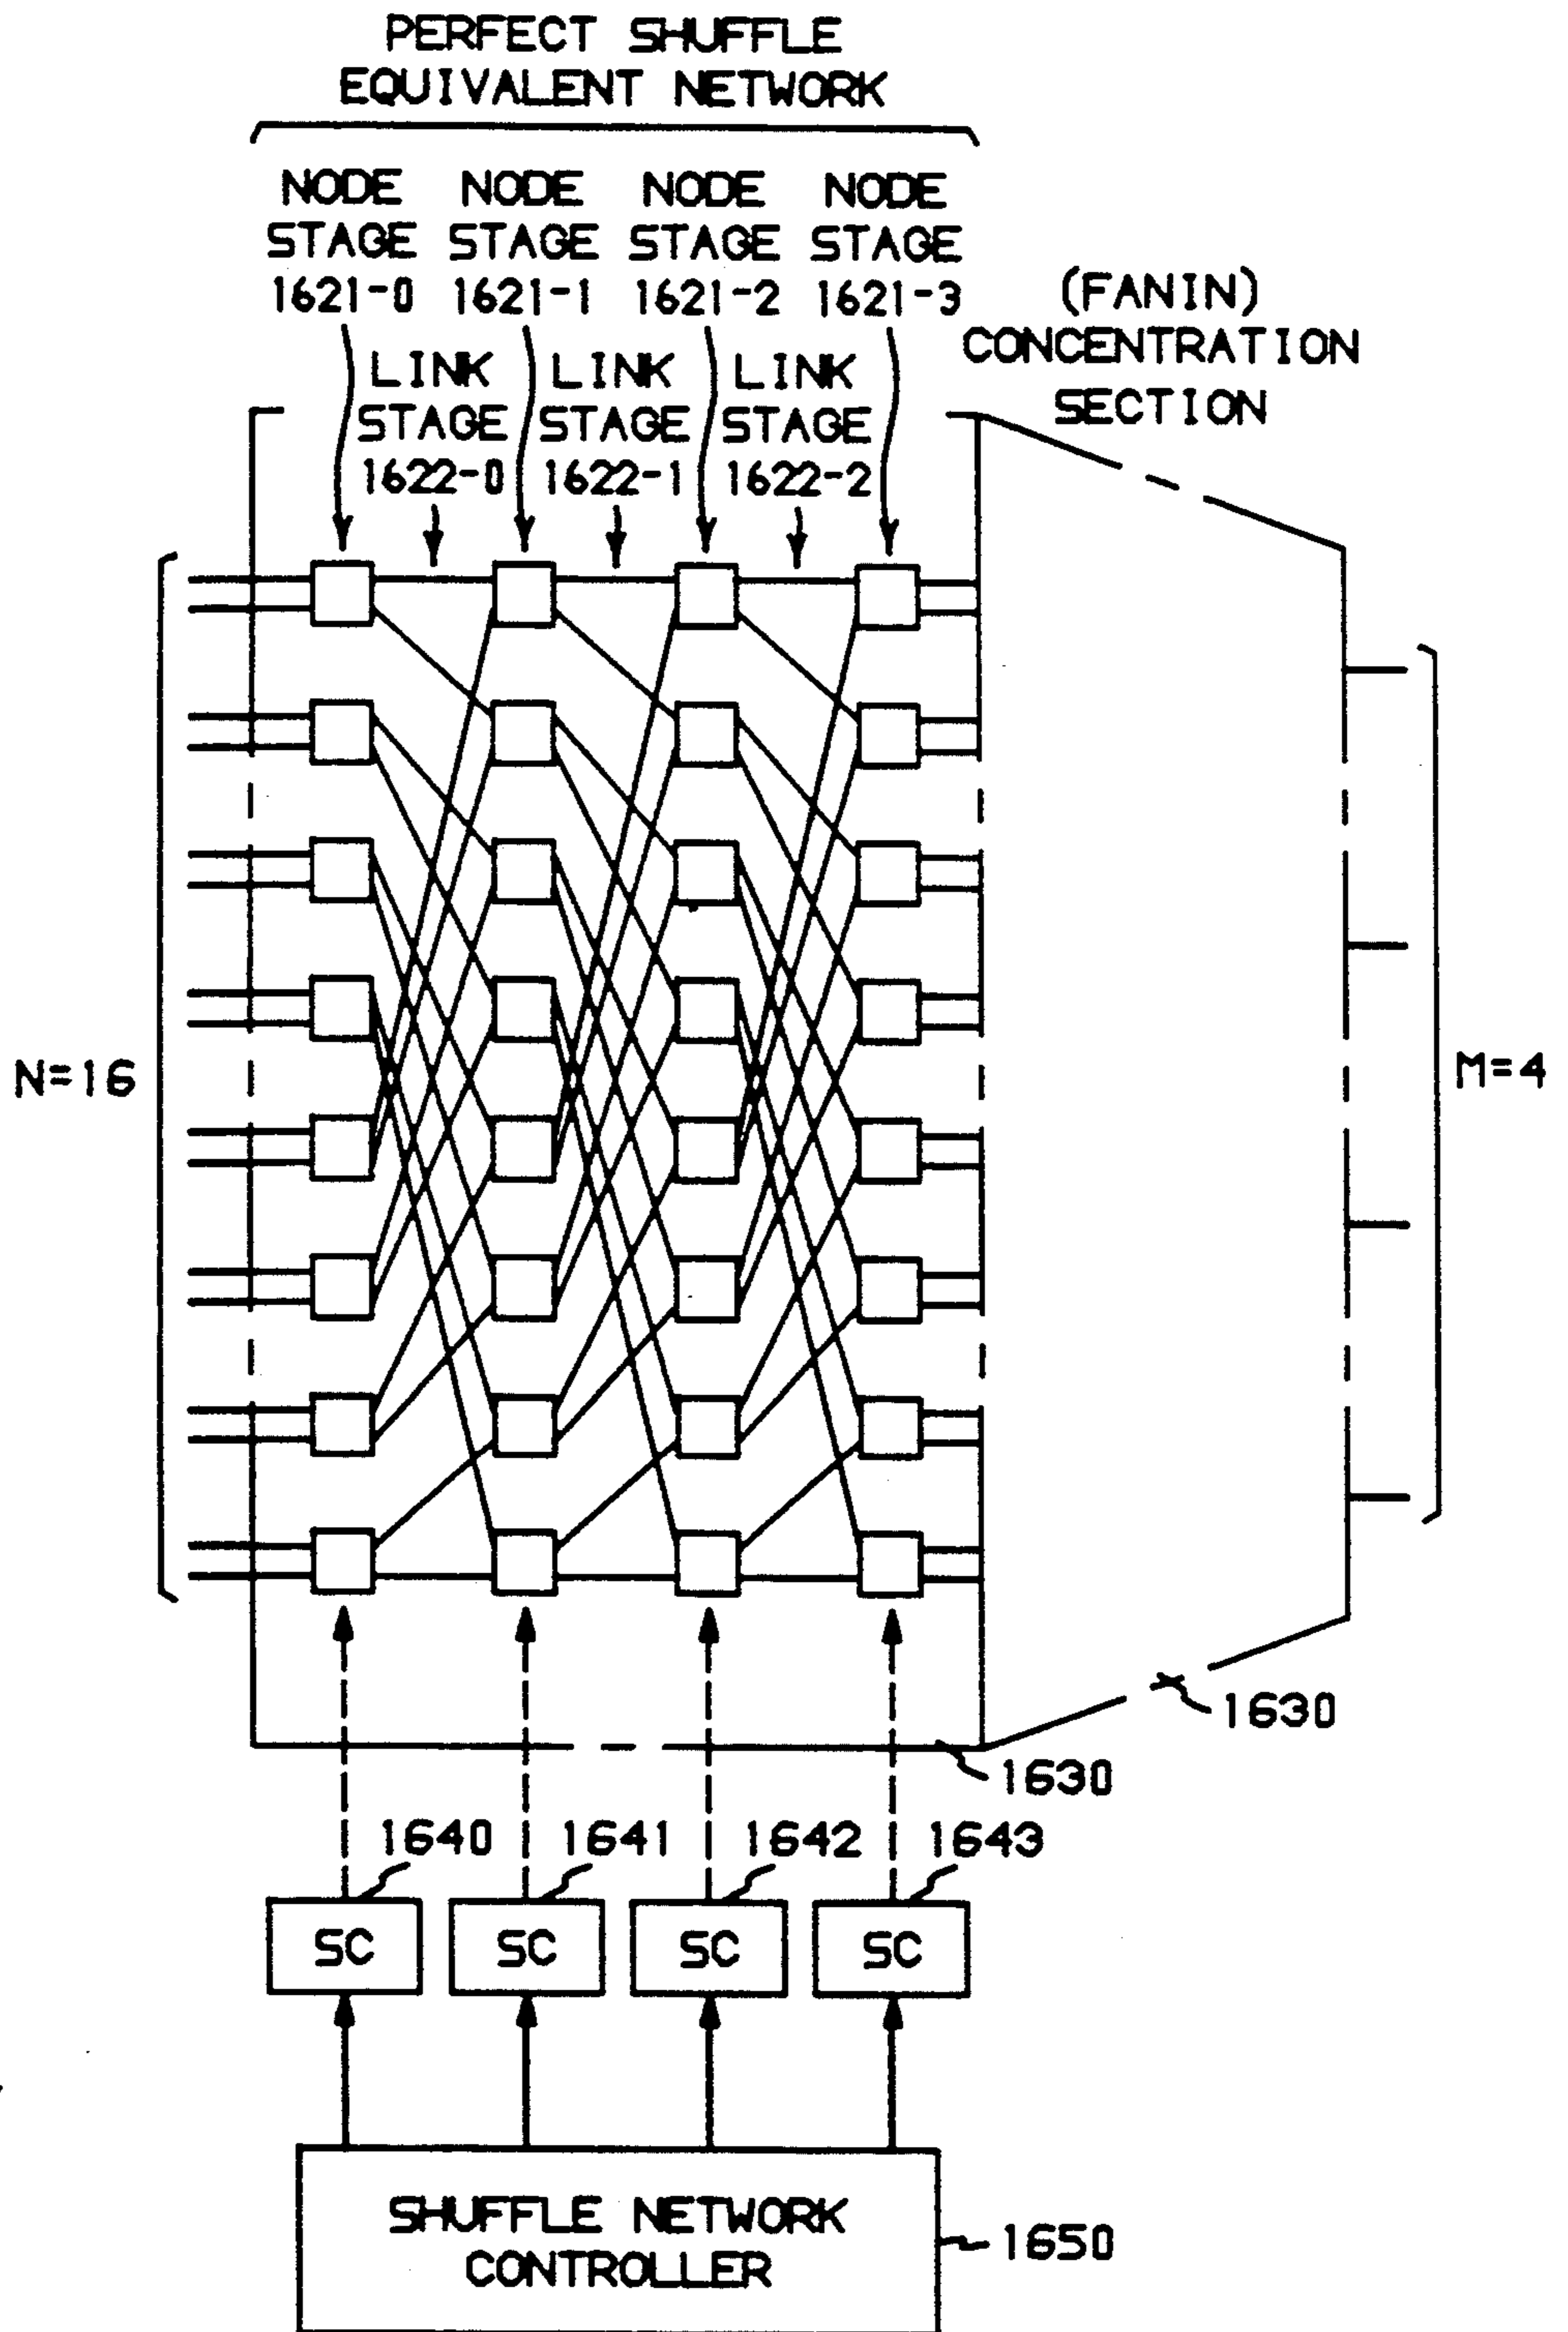 PERFECT SHUFFLE
EQUIVALENT NETWORK
NODE NODE NODE NODE
STAGE STAGE STAGE STAGE
1621-0 1621-1 1621-2 1621-3
(FANIN)
CONCENTRATION
SECTION
LINK LINK LINK
STAGE STAGE STAGE
1622-0 1622-1 1622-2
N=16
M=4
1630
1630
1640 1641 1642 1643
SC SC SC SC
SHUFFLE NETWORK
CONTROLLER
1650